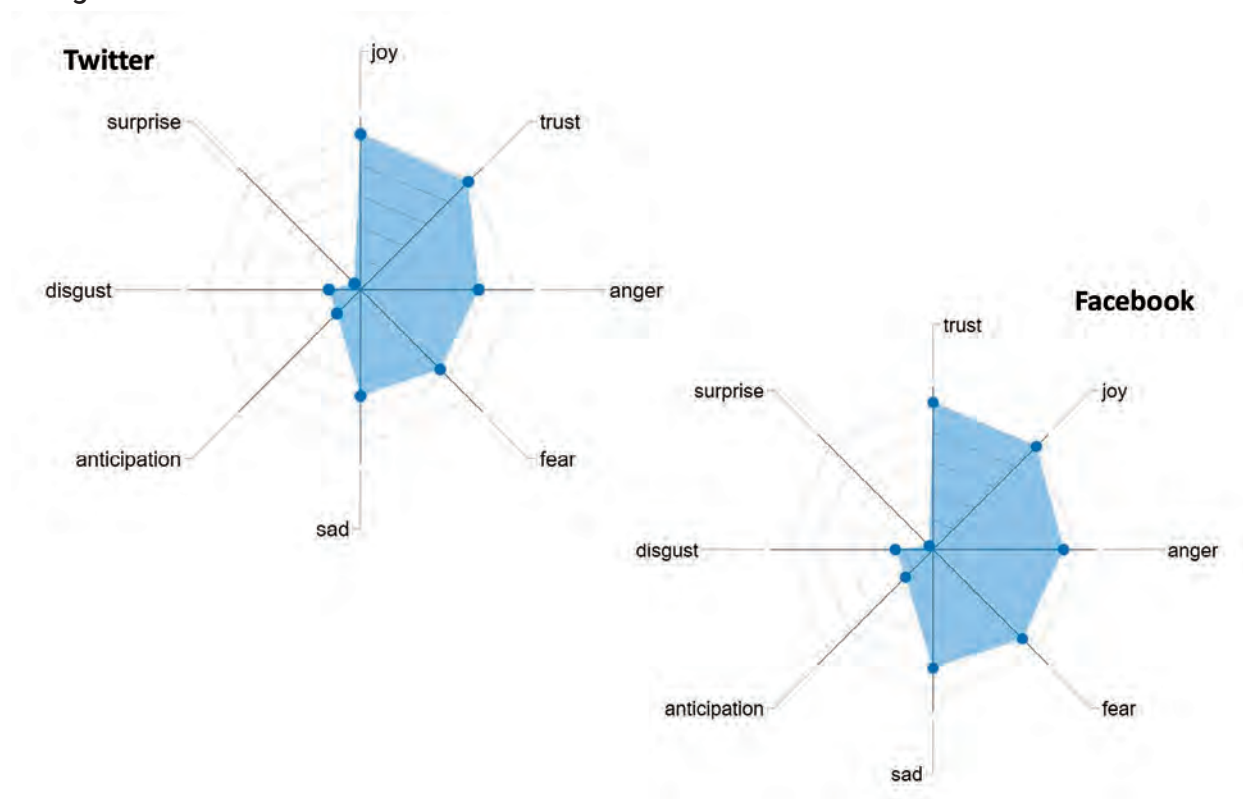 Twitter
joy
surprise
trust
disgust
anger
anticipation
fear
sad
Facebook
trust
surprise
joy
disgust
anger
anticipation
fear
sad